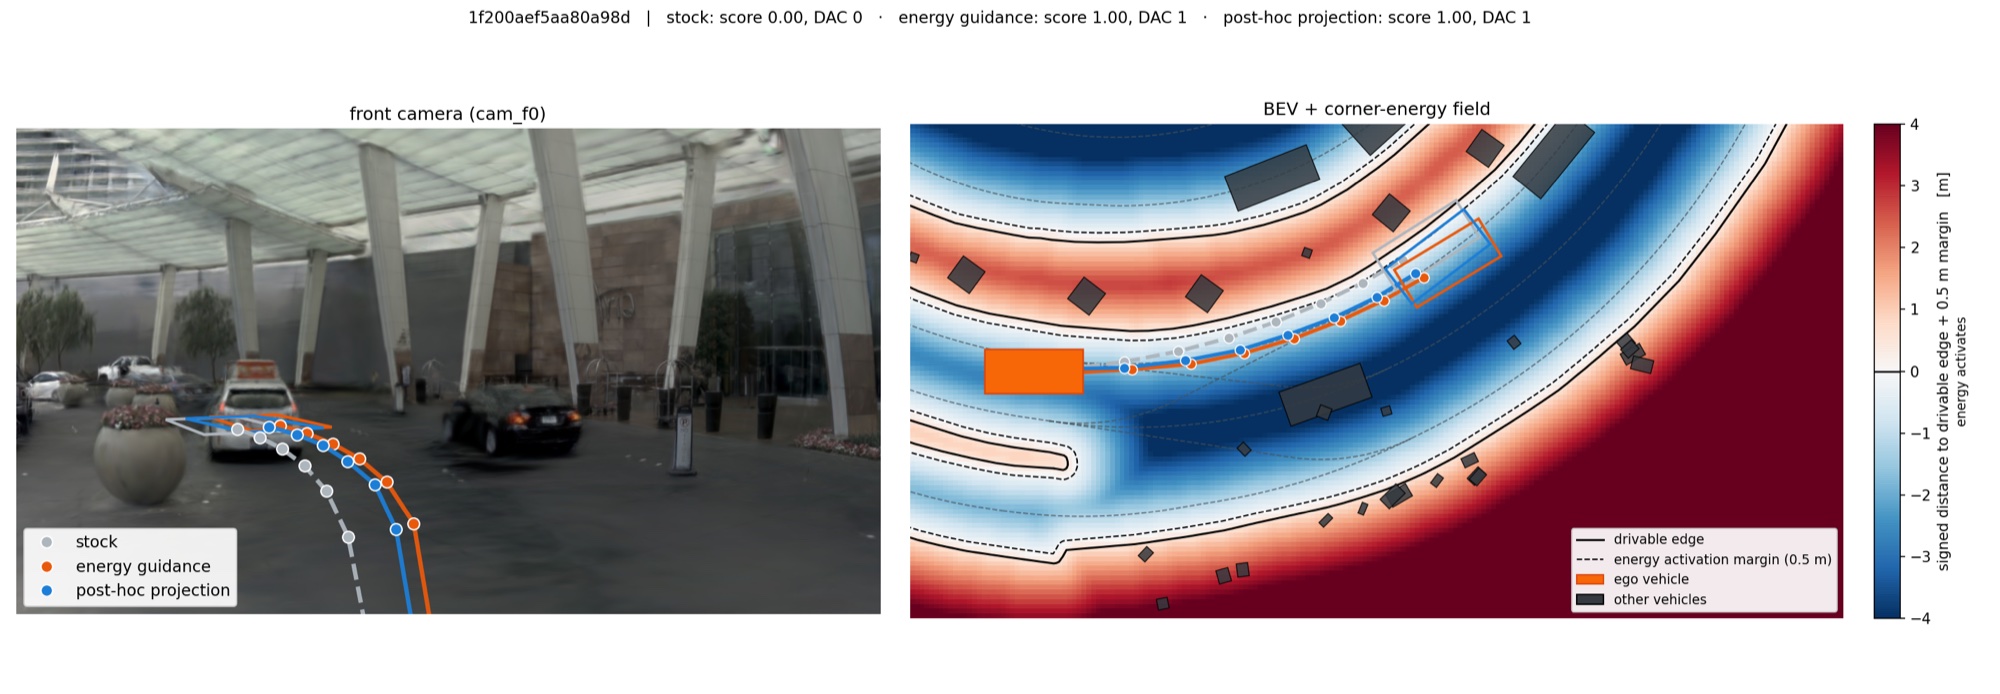 1f200aef5aa80a98d | stock: score 0.00, DAC 0 · energy guidance: score 1.00, DAC 1 · post-hoc projection: score 1.00, DAC 1
front camera (cam_f0)
stock
energy guidance
post-hoc projection
BEV + corner-energy field
drivable edge
energy activation margin (0.5 m)
ego vehicle
other vehicles
4
3
2
1
0
−1
−2
−3
−4
signed distance to drivable edge + 0.5 m margin [m]
energy activates